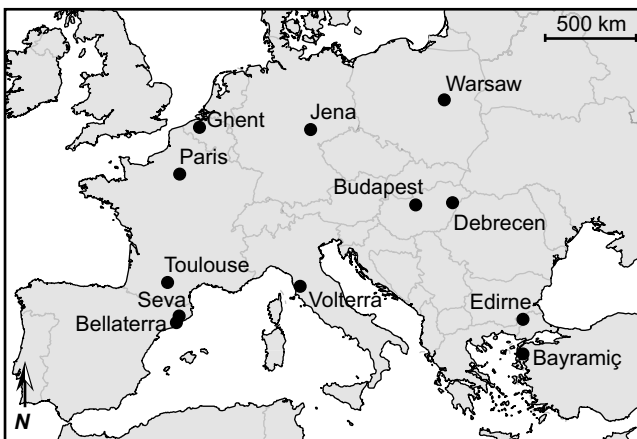 500 km
Warsaw
Ghent
Jena
Paris
Budapest
Debrecen
Toulouse
Seva
Volterra
Bellaterra
Edirne
Bayramiç
N